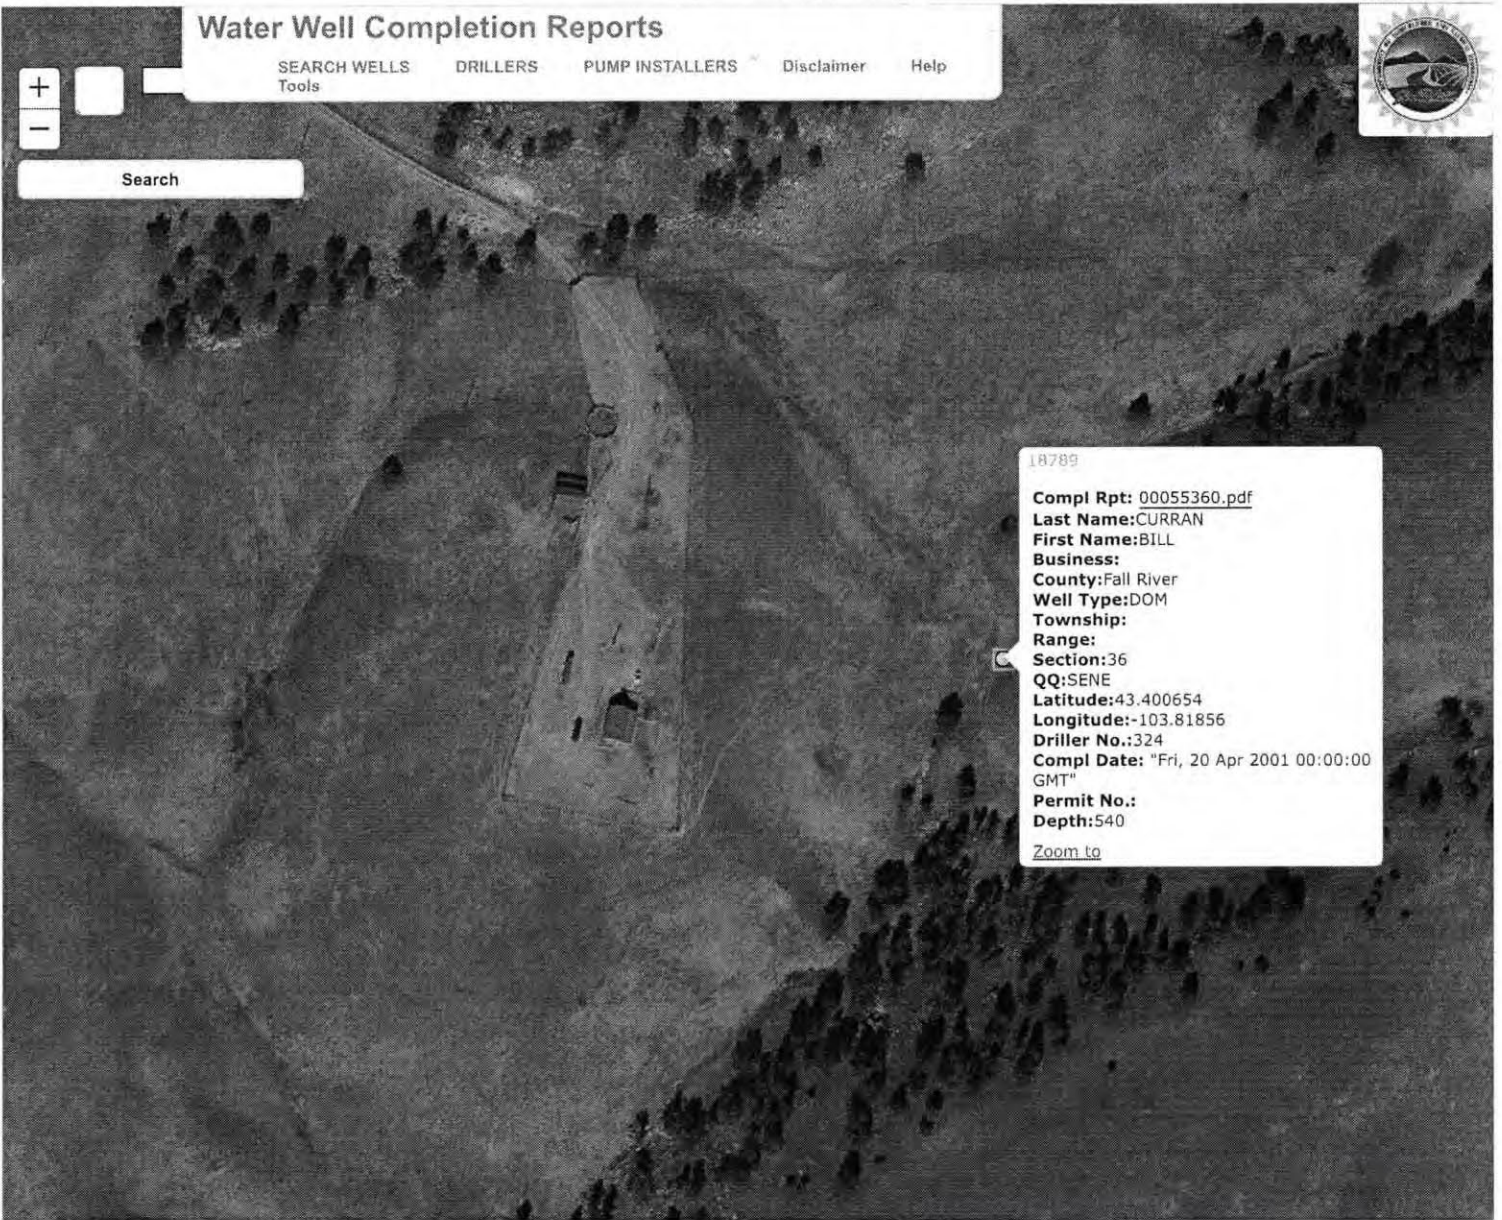 Water Well Completion Reports
SEARCH WELLS DRILLERS PUMP INSTALLERS Disclaimer Help
Tools
+
−
Search
18789
Compl Rpt: 00055360.pdf
Last Name:CURRAN
First Name:BILL
Business:
County:Fall River
Well Type:DOM
Township:
Range:
Section:36
QQ:SENE
Latitude:43.400654
Longitude:-103.81856
Driller No.:324
Compl Date: "Fri, 20 Apr 2001 00:00:00
GMT"
Permit No.:
Depth:540
Zoom to